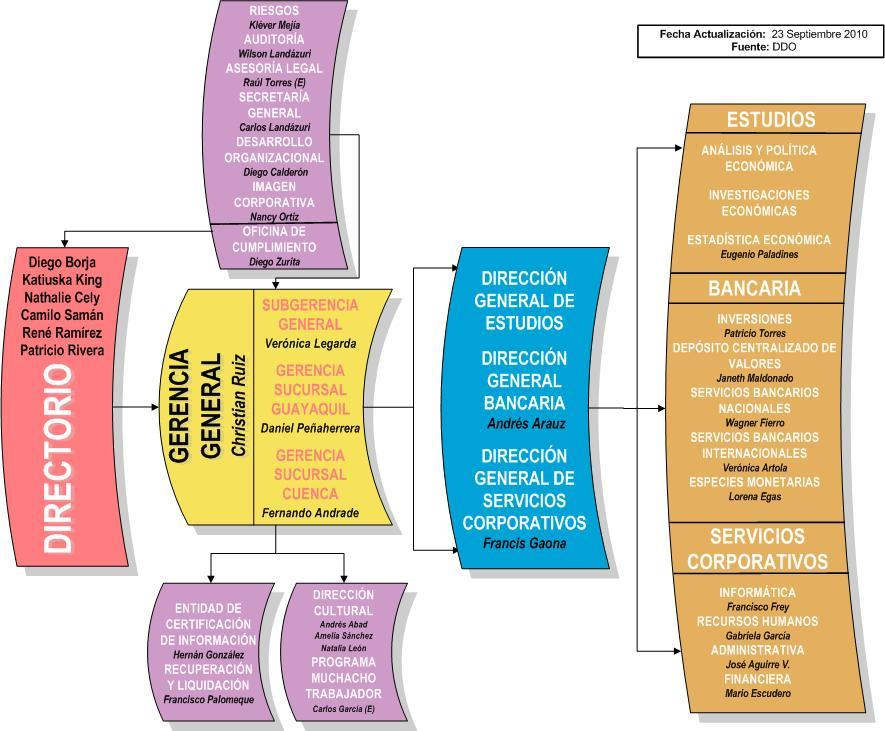 RIESGOS
Kléver Mejía
AUDITORÍA
Wilson Landázuri
ASESORÍA LEGAL
Raúl Torres (E)
SECRETARÍA
GENERAL
Carlos Landázuri
DESARROLLO
ORGANIZACIONAL
Diego Calderón
IMAGEN
CORPORATIVA
Nancy Ortíz
OFICINA DE
CUMPLIMIENTO
Diego Zurita
Fecha Actualización: 23 Septiembre 2010
Fuente: DDO
Diego Borja
Katiuska King
Nathalie Cely
Camilo Samán
René Ramírez
Patricio Rivera
DIRECTORIO
GERENCIA
GENERAL
Christian Ruiz
SUBGERENCIA
GENERAL
Verónica Legarda
GERENCIA
SUCURSAL
GUAYAQUIL
Daniel Peñaherrera
GERENCIA
SUCURSAL
CUENCA
Fernando Andrade
ENTIDAD DE
CERTIFICACIÓN
DE INFORMACIÓN
Hernán González
RECUPERACIÓN
Y LIQUIDACIÓN
Francisco Palomeque
DIRECCIÓN
CULTURAL
Andrés Abad
Amelia Sánchez
Natalia León
PROGRAMA
MUCHACHO
TRABAJADOR
Carlos García (E)
DIRECCIÓN
GENERAL DE
ESTUDIOS
DIRECCIÓN
GENERAL
BANCARIA
Andrés Arauz
DIRECCIÓN
GENERAL DE
SERVICIOS
CORPORATIVOS
Francis Gaona
ESTUDIOS
ANÁLISIS Y POLÍTICA
ECONÓMICA
INVESTIGACIONES
ECONÓMICAS
ESTADÍSTICA ECONÓMICA
Eugenio Paladines
BANCARIA
INVERSIONES
Patricio Torres
DEPÓSITO CENTRALIZADO DE
VALORES
Janeth Maldonado
SERVICIOS BANCARIOS
NACIONALES
Wagner Fierro
SERVICIOS BANCARIOS
INTERNACIONALES
Verónica Artola
ESPECIES MONETARIAS
Lorena Egas
SERVICIOS
CORPORATIVOS
INFORMÁTICA
Francisco Frey
RECURSOS HUMANOS
Gabriela García
ADMINISTRATIVA
José Aguirre V.
FINANCIERA
Mario Escudero